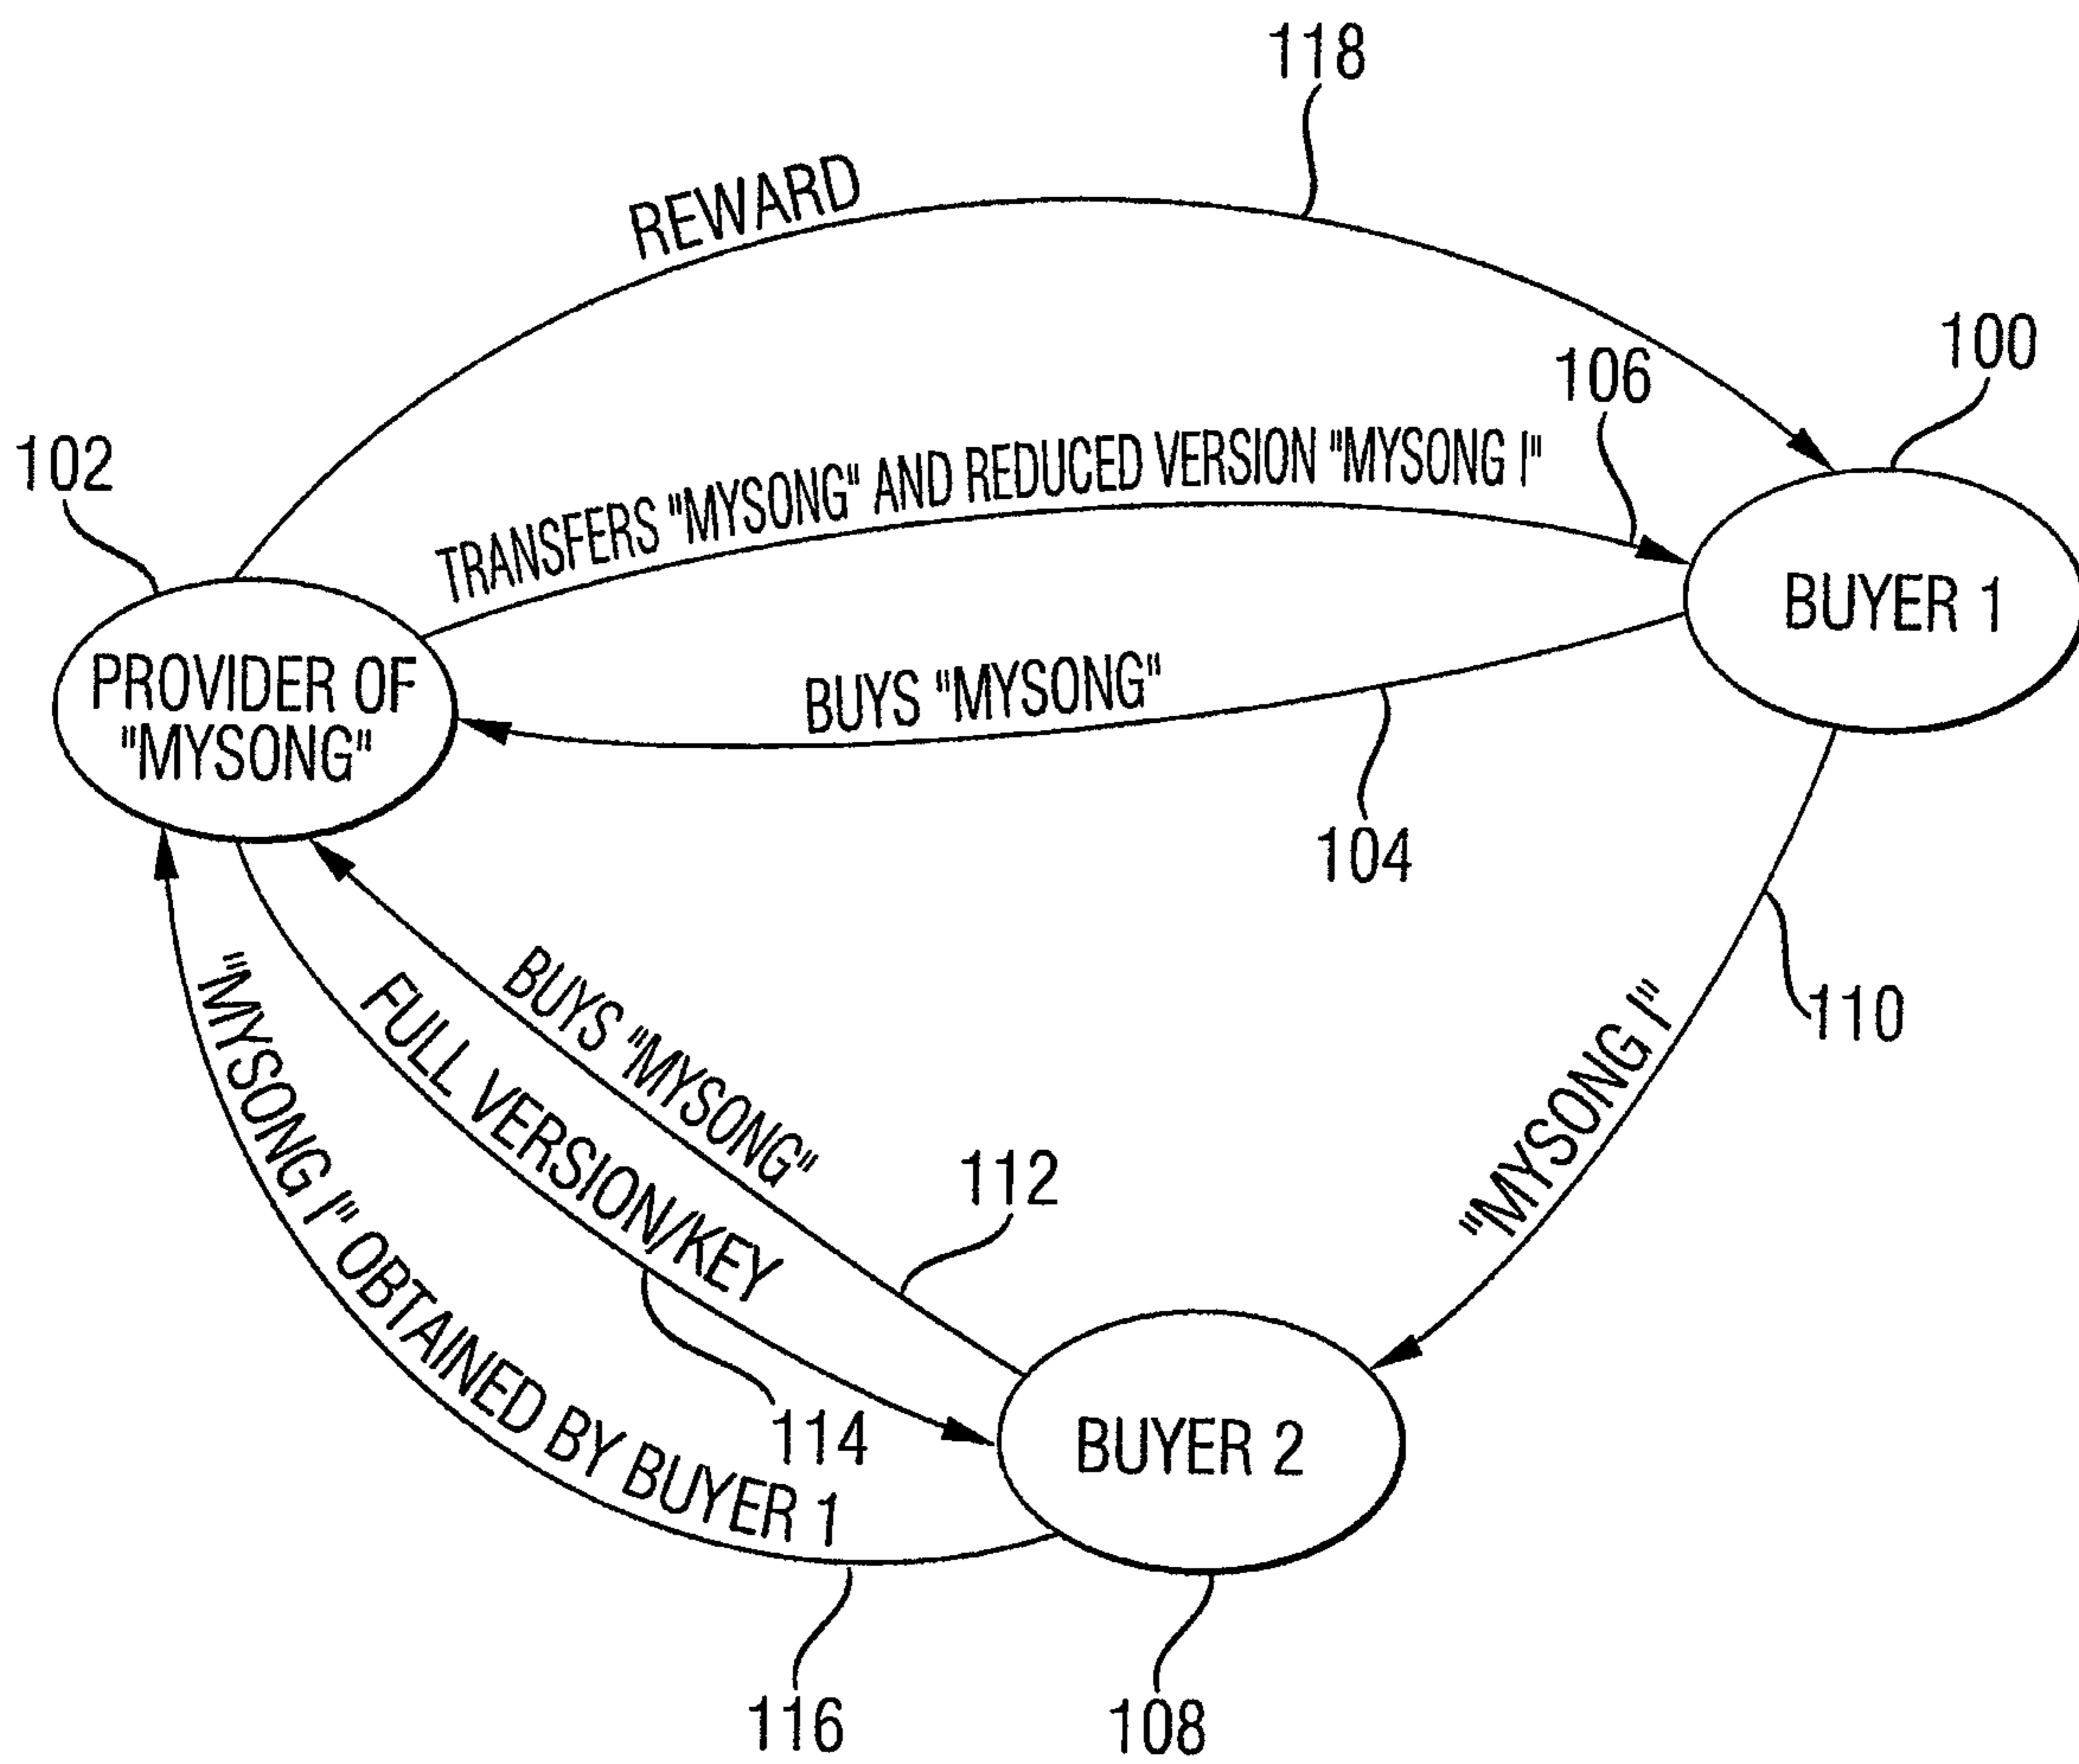 118
REWARD
100
106
102
TRANSFERS "MYSONG" AND REDUCED VERSION "MYSONG I"
BUYER 1
PROVIDER OF
"MYSONG"
BUYS "MYSONG"
104
110
"MYSONG I"
BUYS "MYSONG"
FULL VERSION/KEY
"MYSONG I" OBTAINED BY BUYER 1
112
114
BUYER 2
116
108